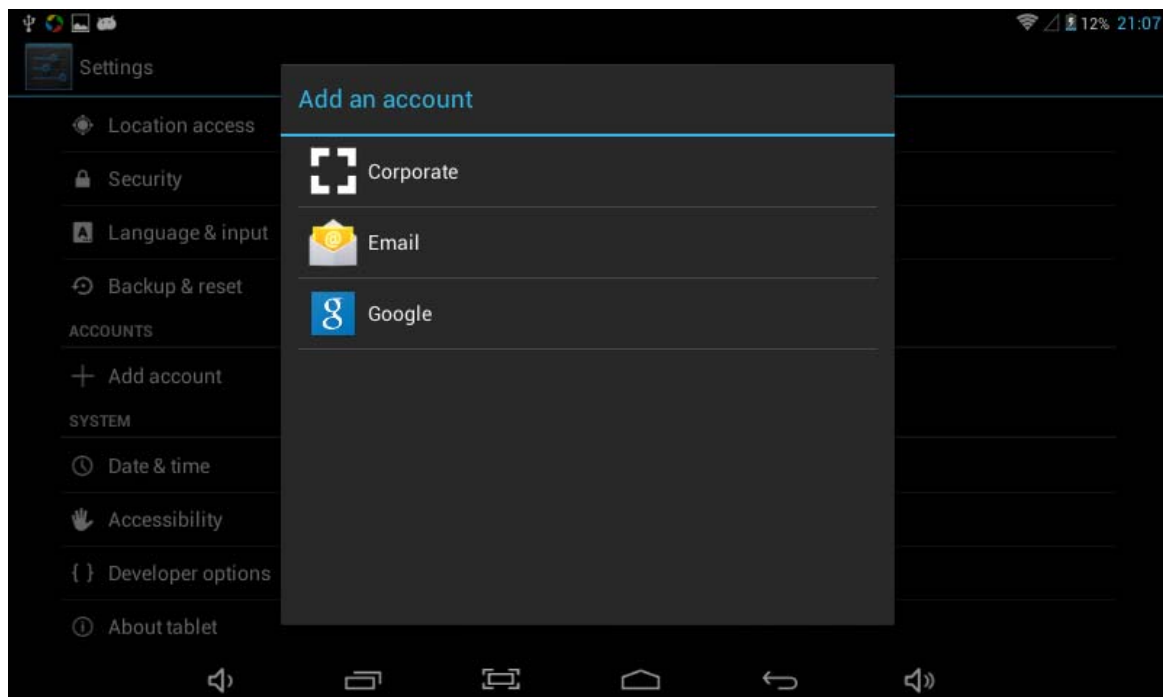 12% 21:07
Settings
Add an account
Location access
Corporate
Security
Language & input
Email
Backup & reset
Google
ACCOUNTS
Add account
SYSTEM
Date & time
Accessibility
{ } Developer options
About tablet